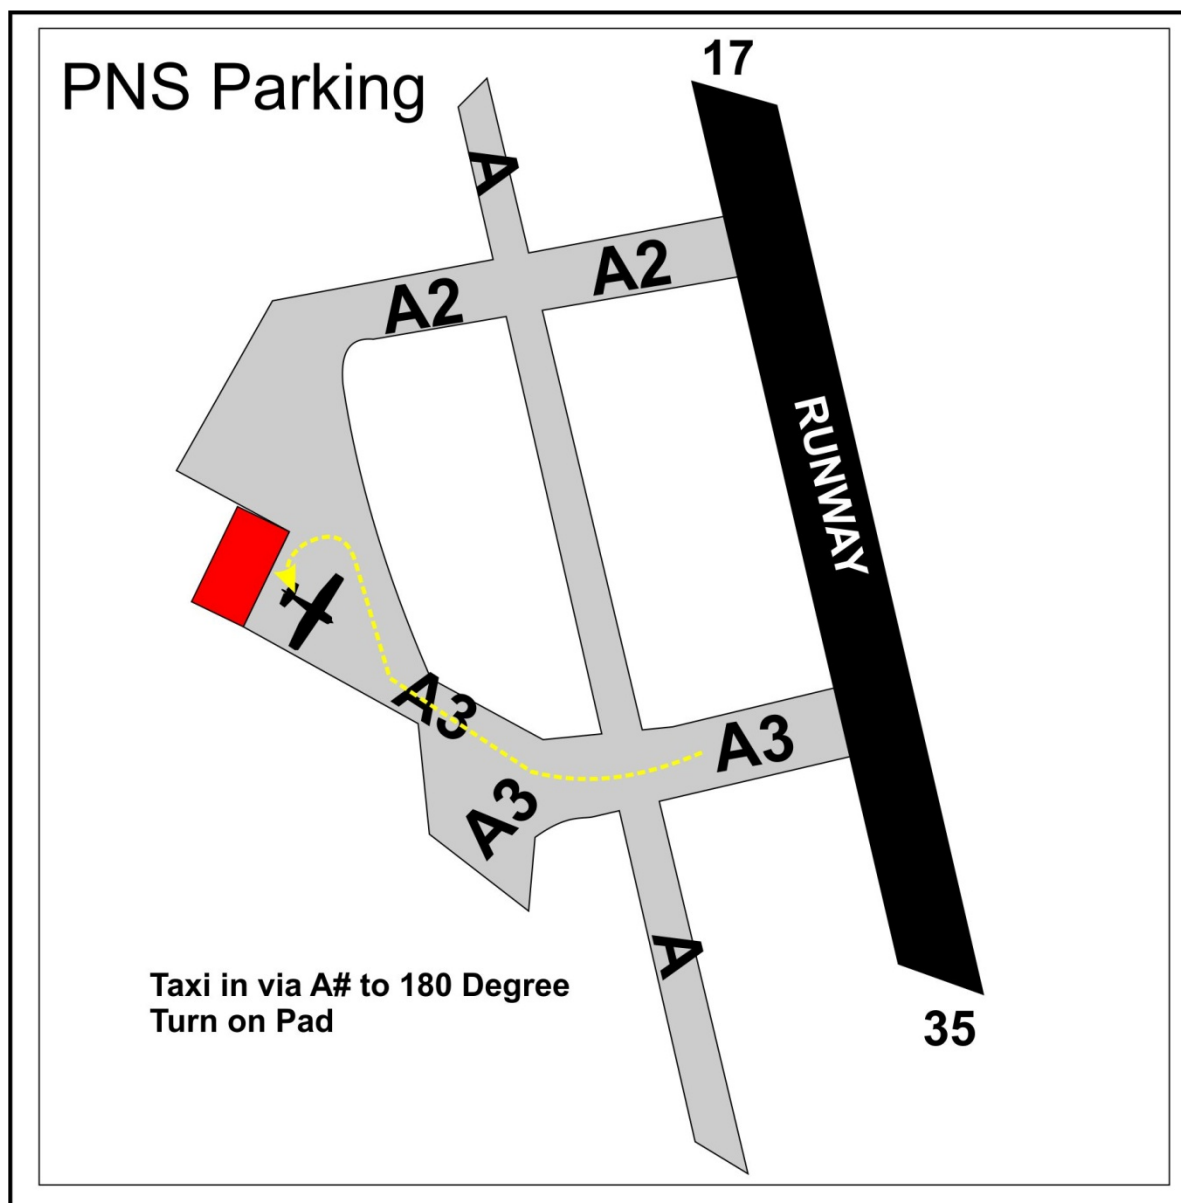 PNS Parking
17
A
A2
A2
RUNWAY
A3
A3
A3
A
Taxi in via A# to 180 Degree
Turn on Pad
35